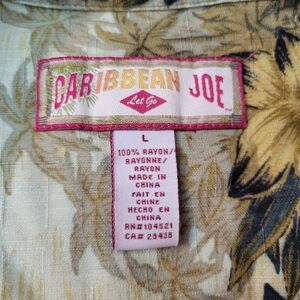 CARIBBEAN JOE
Let Go
L
100% RAYON/
RAYONNE/
RAYON
MADE IN
CHINA
FAIT EN
CHINE
HECHO EN
CHINA
RN#104521
CA# 29438